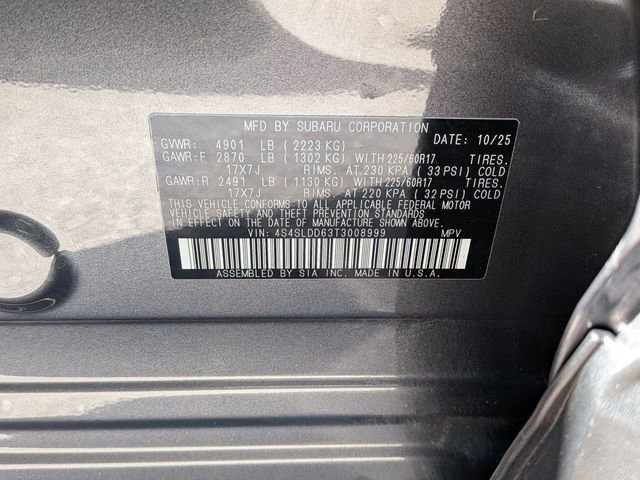 MFD BY SUBARU CORPORATION
GVWR: 4901 LB ( 2223 KG) DATE: 10/25
GAWR:F 2870 LB ( 1302 KG) WITH 225/60R17 TIRES.
17X7J RIMS. AT 230 KPA ( 33 PSI) COLD
GAWR:R 2491 LB ( 1130 KG) WITH 225/60R17 TIRES.
17X7J RIMS. AT 220 KPA ( 32 PSI) COLD
THIS VEHICLE CONFORMS TO ALL APPLICABLE FEDERAL MOTOR
VEHICLE SAFETY AND THEFT PREVENTION STANDARDS
IN EFFECT ON THE DATE OF MANUFACTURE SHOWN ABOVE.
VIN: 4S4SLDD63T3008999 MPV
ASSEMBLED BY SIA INC. MADE IN U.S.A.